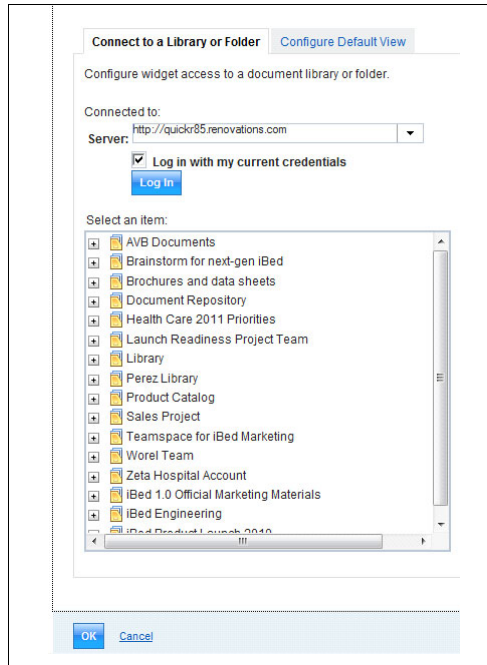 Connect to a Library or Folder
Configure Default View
Configure widget access to a document library or folder.
Connected to:
Server: http://quickr85.renovations.com
Log in with my current credentials
Log In
Select an item:
AVB Documents
Brainstorm for next-gen iBed
Brochures and data sheets
Document Repository
Health Care 2011 Priorities
Launch Readiness Project Team
Library
Perez Library
Product Catalog
Sales Project
Teamspace for iBed Marketing
Worel Team
Zeta Hospital Account
iBed 1.0 Official Marketing Materials
iBed Engineering
iBed Product Launch 2010
OK Cancel